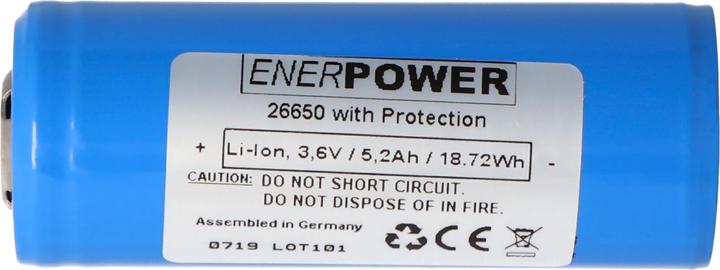 ENERPOWER
26650 with Protection
+ Li-Ion, 3,6V / 5,2Ah / 18.72Wh -
CAUTION: DO NOT SHORT CIRCUIT.
DO NOT DISPOSE OF IN FIRE.
Assembled in Germany
0719 LOT101
CE